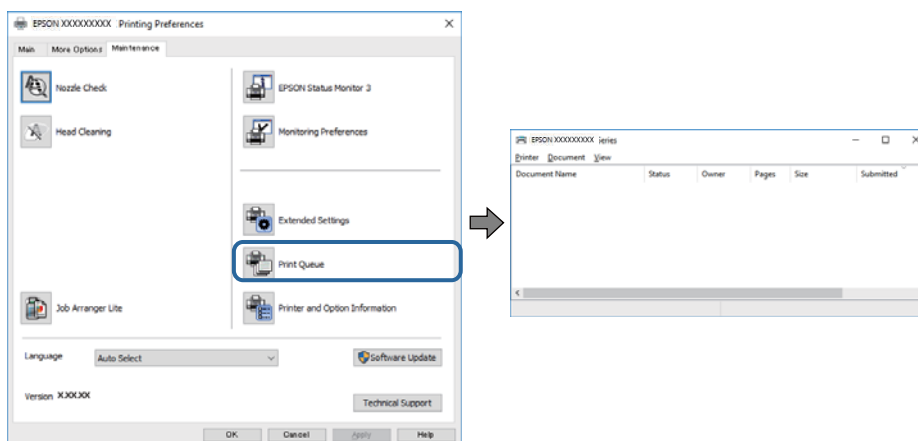 EPSON XXXXXXXXX Printing Preferences
Main More Options Maintenance
Nozzle Check
EPSON Status Monitor 3
Head Cleaning
Monitoring Preferences
Extended Settings
Print Queue
Job Arranger Lite
Printer and Option Information
Language Auto Select
Software Update
Version X.XX.XX
Technical Support
OK Cancel Apply Help
EPSON XXXXXXXXX ieries
Printer Document View
Document Name Status Owner Pages Size Submitted